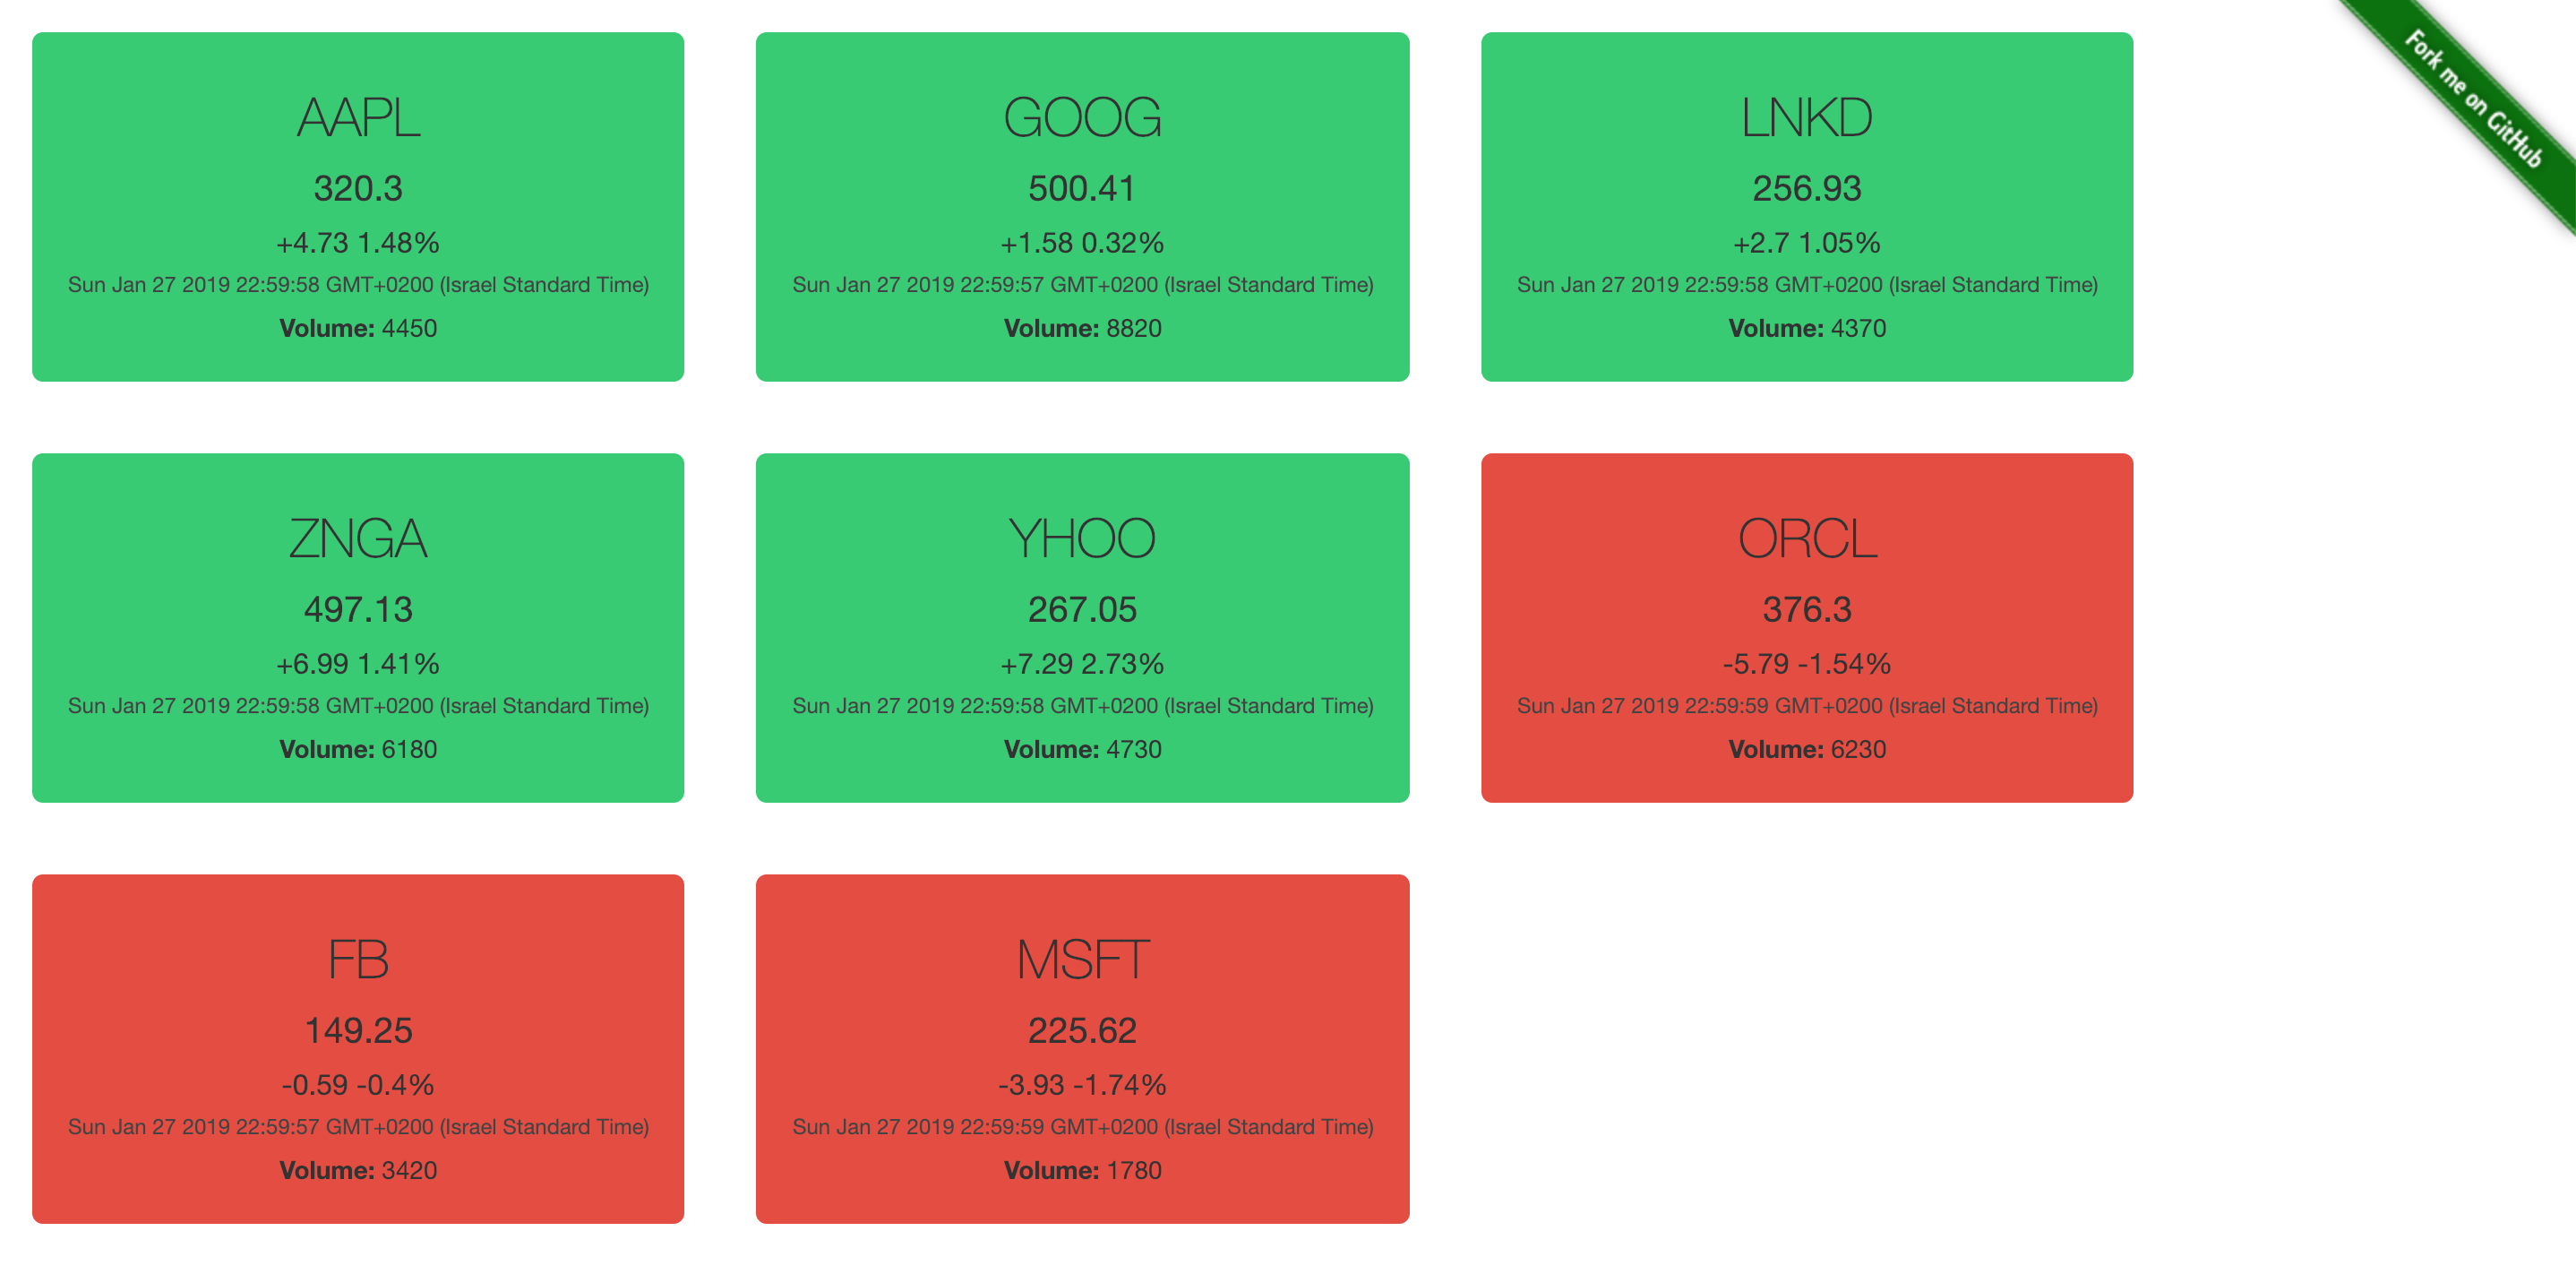 AAPL
320.3
+4.73 1.48%
Sun Jan 27 2019 22:59:58 GMT+0200 (Israel Standard Time)
Volume: 4450
GOOG
500.41
+1.58 0.32%
Sun Jan 27 2019 22:59:57 GMT+0200 (Israel Standard Time)
Volume: 8820
LNKD
256.93
+2.7 1.05%
Sun Jan 27 2019 22:59:58 GMT+0200 (Israel Standard Time)
Volume: 4370
Fork me on GitHub
ZNGA
497.13
+6.99 1.41%
Sun Jan 27 2019 22:59:58 GMT+0200 (Israel Standard Time)
Volume: 6180
YHOO
267.05
+7.29 2.73%
Sun Jan 27 2019 22:59:58 GMT+0200 (Israel Standard Time)
Volume: 4730
ORCL
376.3
-5.79 -1.54%
Sun Jan 27 2019 22:59:59 GMT+0200 (Israel Standard Time)
Volume: 6230
FB
149.25
-0.59 -0.4%
Sun Jan 27 2019 22:59:57 GMT+0200 (Israel Standard Time)
Volume: 3420
MSFT
225.62
-3.93 -1.74%
Sun Jan 27 2019 22:59:59 GMT+0200 (Israel Standard Time)
Volume: 1780